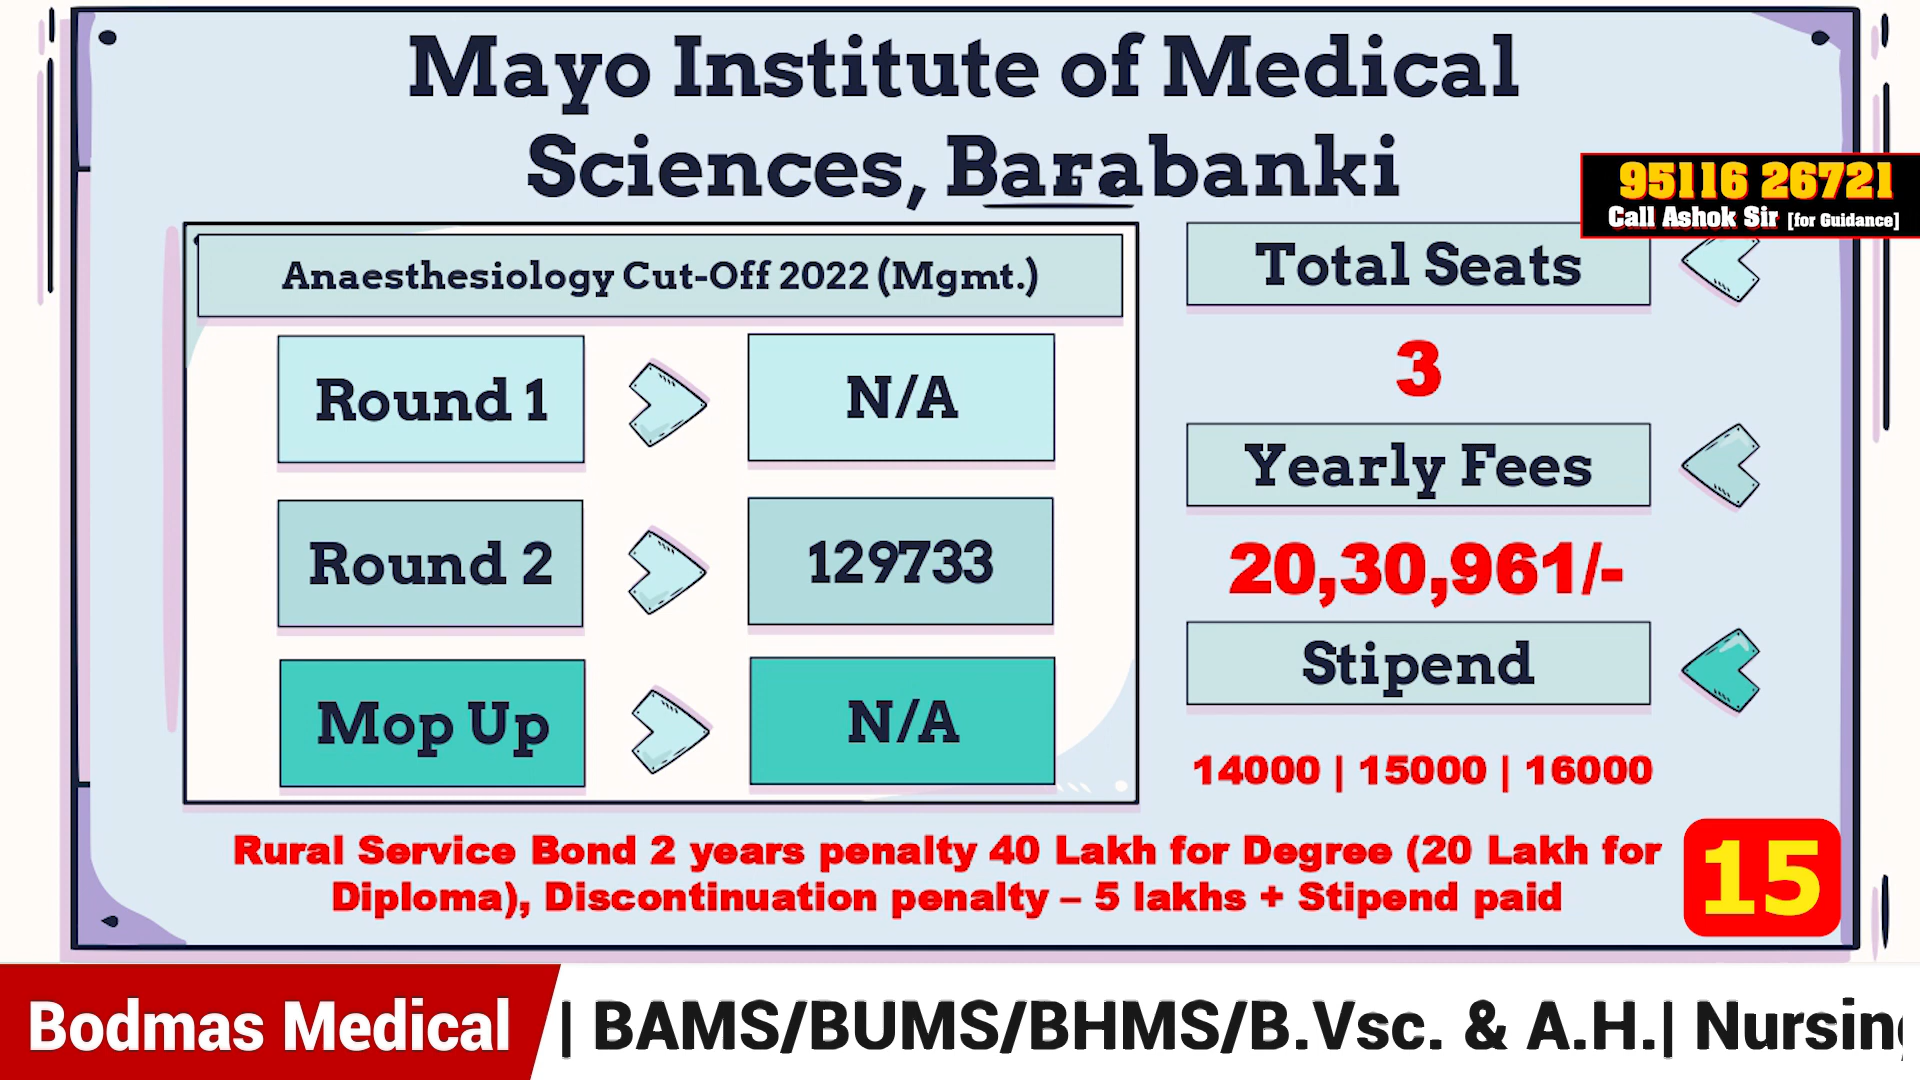 Mayo Institute of Medical
Sciences, Barabanki
95116 26721
Call Ashok Sir [for Guidance]
Anaesthesiology Cut-Off 2022 (Mgmt.)
Round 1
N/A
Round 2
129733
Mop Up
N/A
Total Seats
3
Yearly Fees
20,30,961/-
Stipend
14000 | 15000 | 16000
Rural Service Bond 2 years penalty 40 Lakh for Degree (20 Lakh for
Diploma), Discontinuation penalty – 5 lakhs + Stipend paid
15
Bodmas Medical
| BAMS/BUMS/BHMS/B.Vsc. & A.H.| Nursing